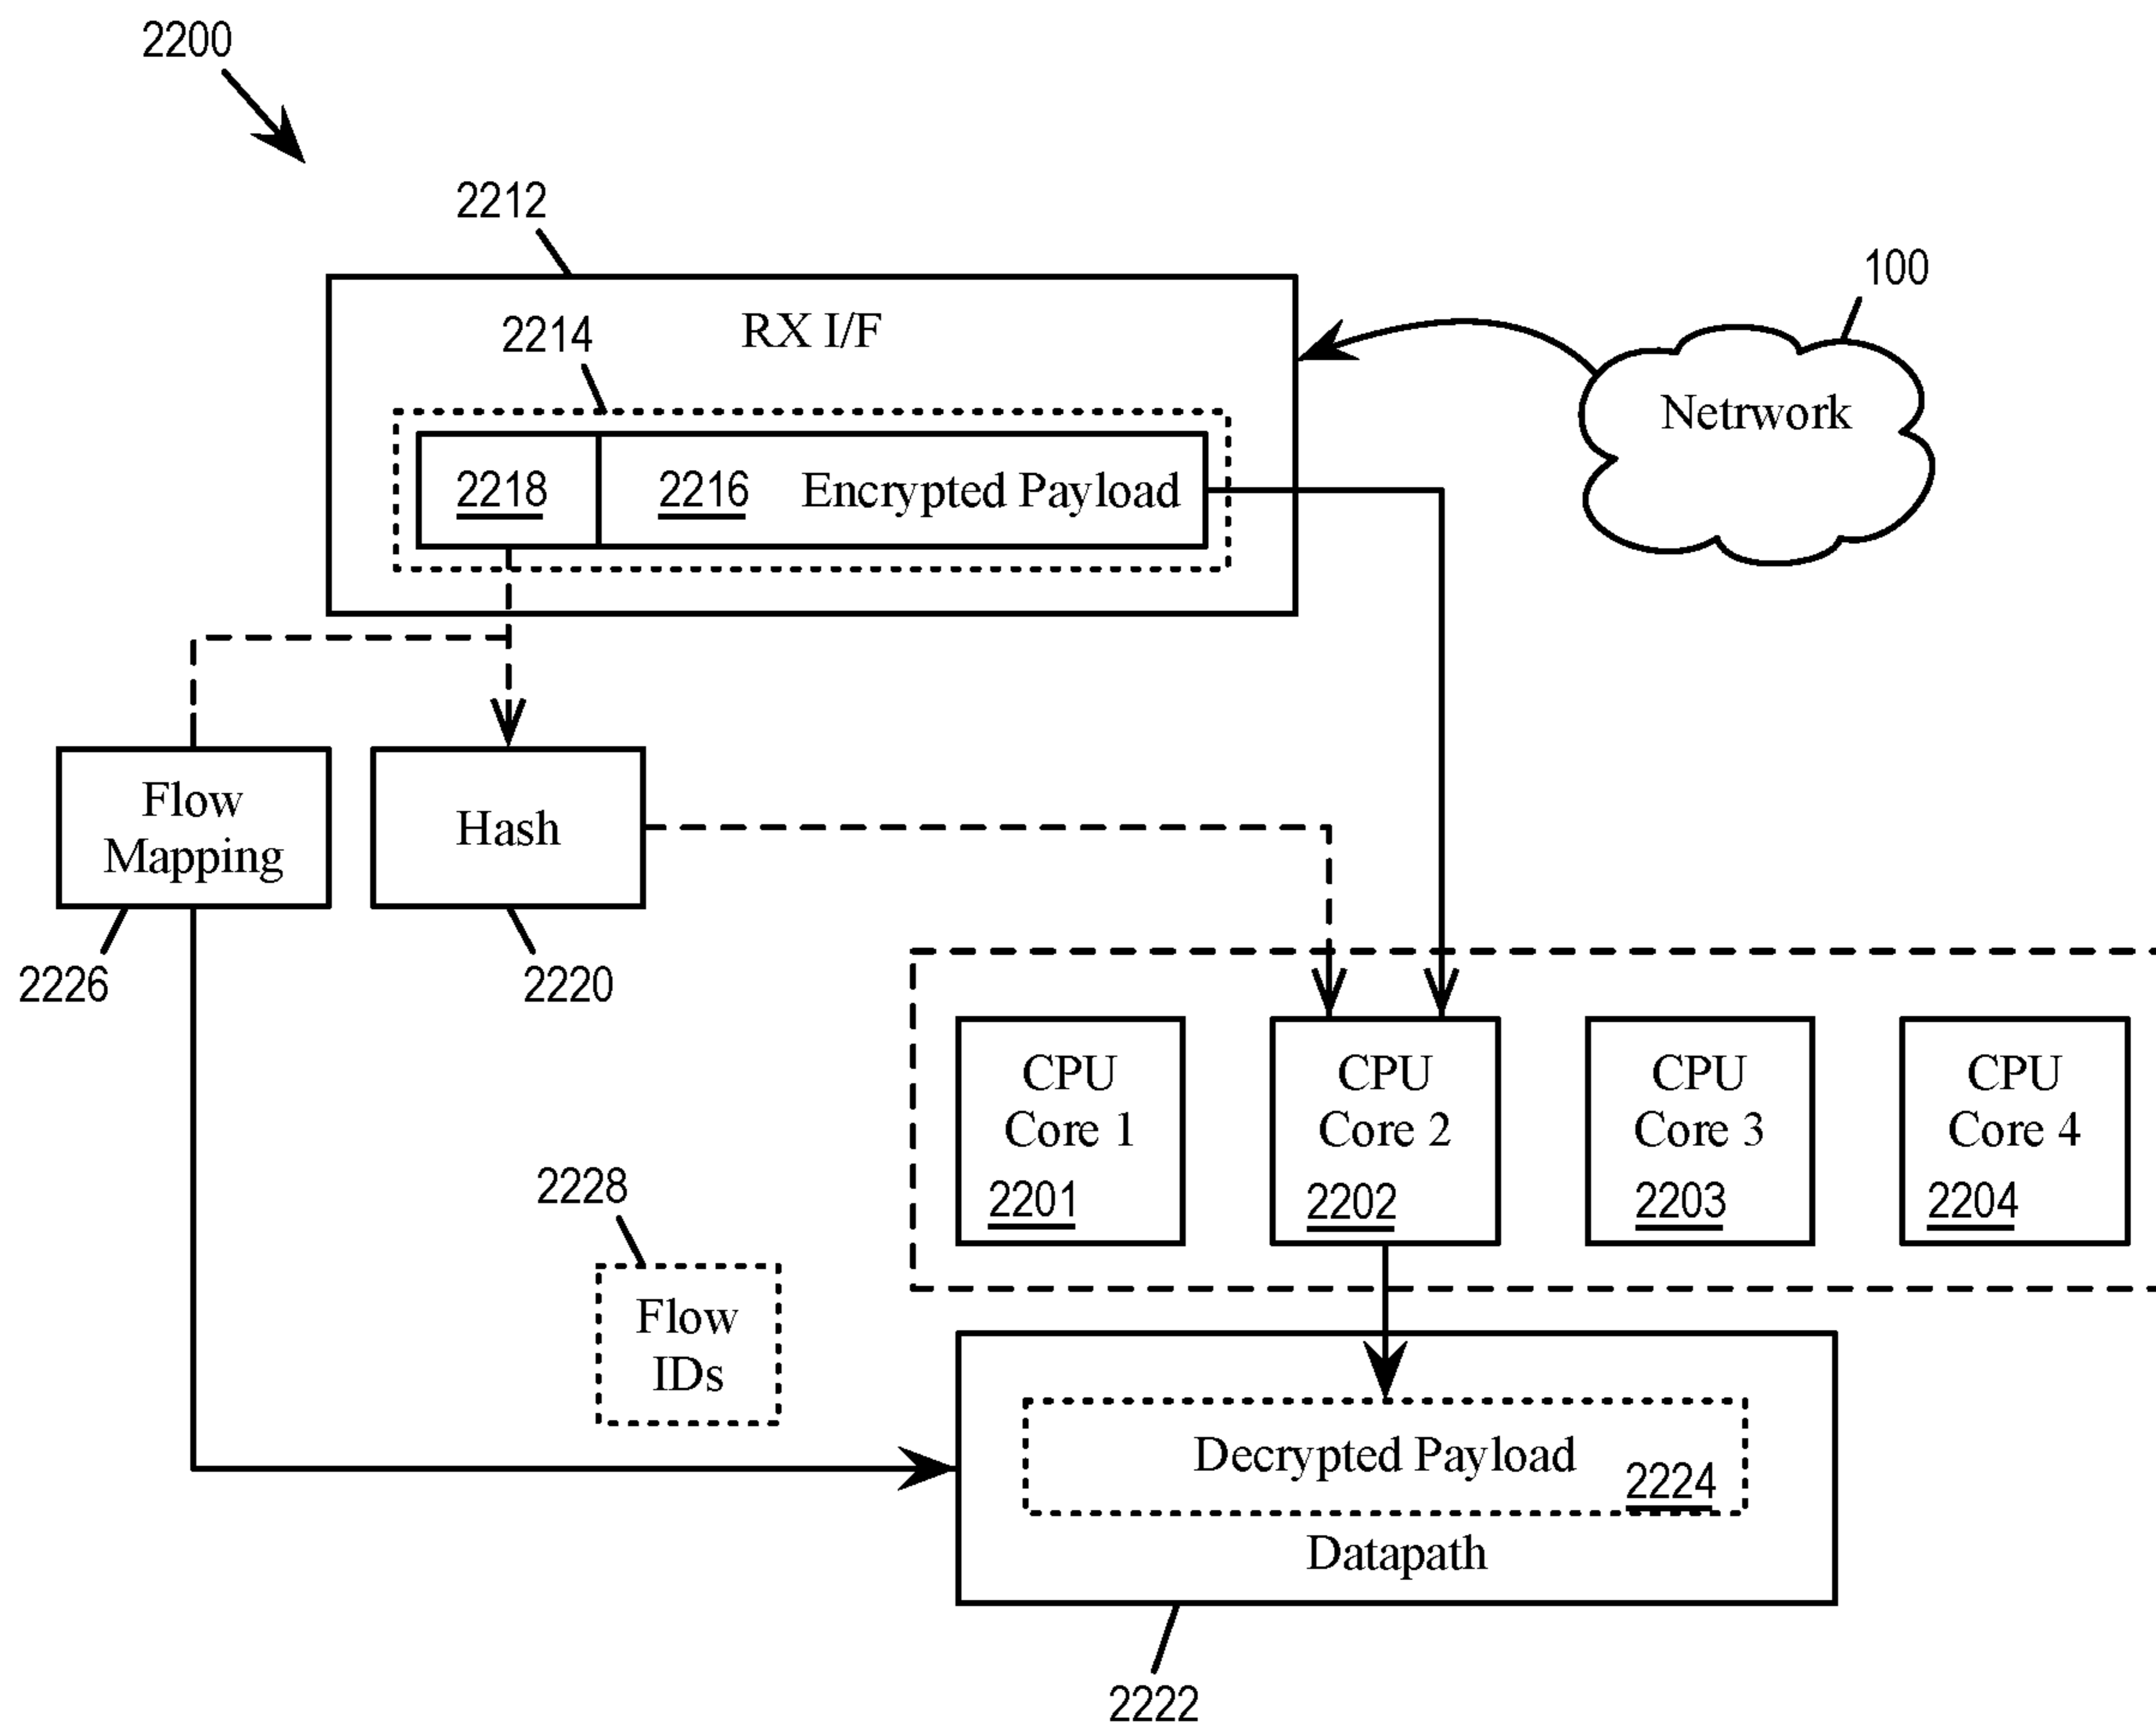 2200
2212
100
2214
RX I/F
Netrwork
2218
2216
Encrypted Payload
Flow
Mapping
Hash
2226
2220
CPU
Core 1
2201
CPU
Core 2
2202
CPU
Core 3
2203
CPU
Core 4
2204
2228
Flow
IDs
Decrypted Payload
2224
Datapath
2222